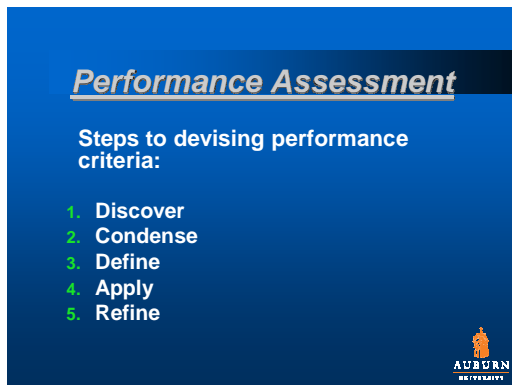 Performance Assessment
Steps to devising performance
criteria:
1. Discover
2. Condense
3. Define
4. Apply
5. Refine
AUBURN
UNIVERSITY